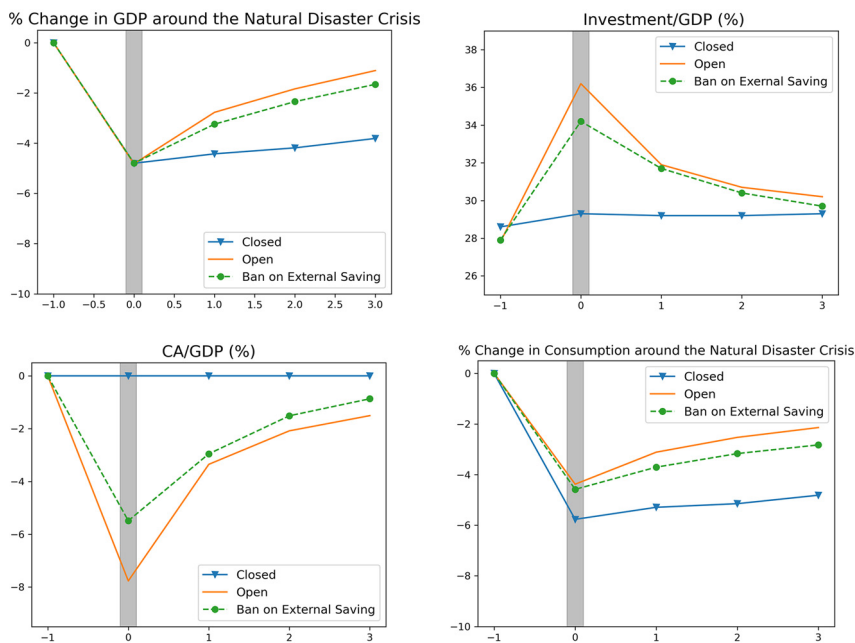 % Change in GDP around the Natural Disaster Crisis
0
−2
−4
−6
−8
−10
−1.0 −0.5 0.0 0.5 1.0 1.5 2.0 2.5 3.0
Closed
Open
Ban on External Saving
Investment/GDP (%)
38
36
34
32
30
28
26
−1 0 1 2 3
Closed
Open
Ban on Exernal Saving
CA/GDP (%)
0
−2
−4
−6
−8
−1 0 1 2 3
Closed
Open
Ban on External Saving
% Change in Consumption around the Natural Disaster Crisis
0
−2
−4
−6
−8
−10
−1 0 1 2 3
Closed
Open
Ban on External Saving